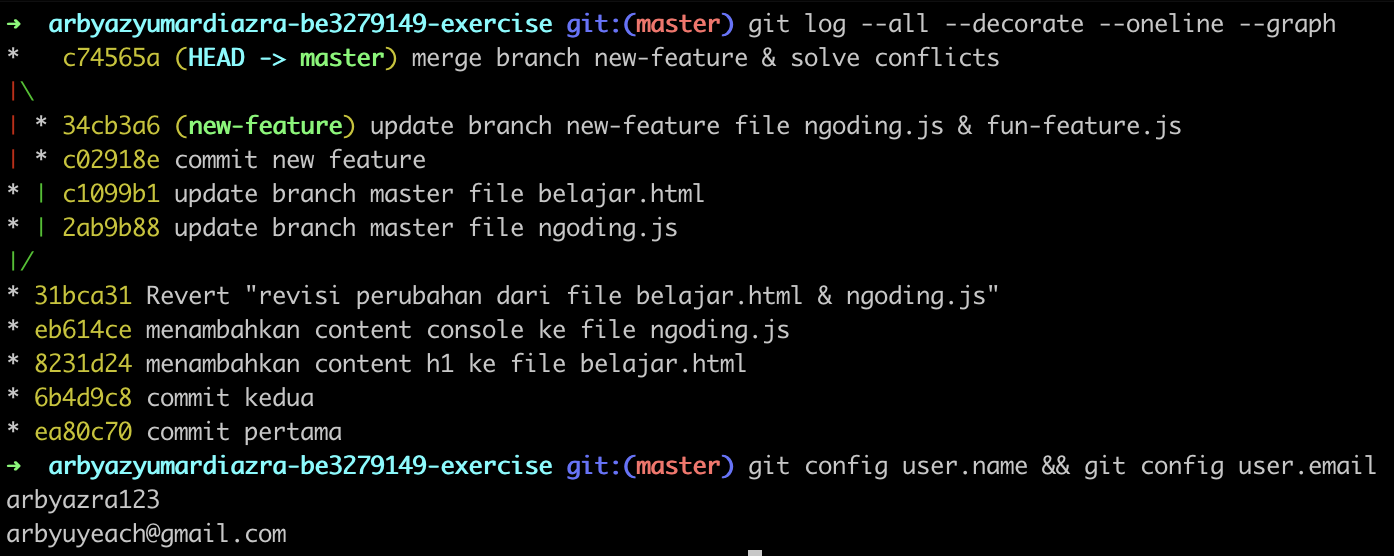 ➜  arbyazyumardiazra-be3279149-exercise git:(master) git log --all --decorate --oneline --graph
*   c74565a (HEAD -> master) merge branch new-feature & solve conflicts
|\
| * 34cb3a6 (new-feature) update branch new-feature file ngoding.js & fun-feature.js
| * c02918e commit new feature
* | c1099b1 update branch master file belajar.html
* | 2ab9b88 update branch master file ngoding.js
|/
* 31bca31 Revert "revisi perubahan dari file belajar.html & ngoding.js"
* eb614ce menambahkan content console ke file ngoding.js
* 8231d24 menambahkan content h1 ke file belajar.html
* 6b4d9c8 commit kedua
* ea80c70 commit pertama
➜  arbyazyumardiazra-be3279149-exercise git:(master) git config user.name && git config user.email
arbyazra123
arbyuyeach@gmail.com